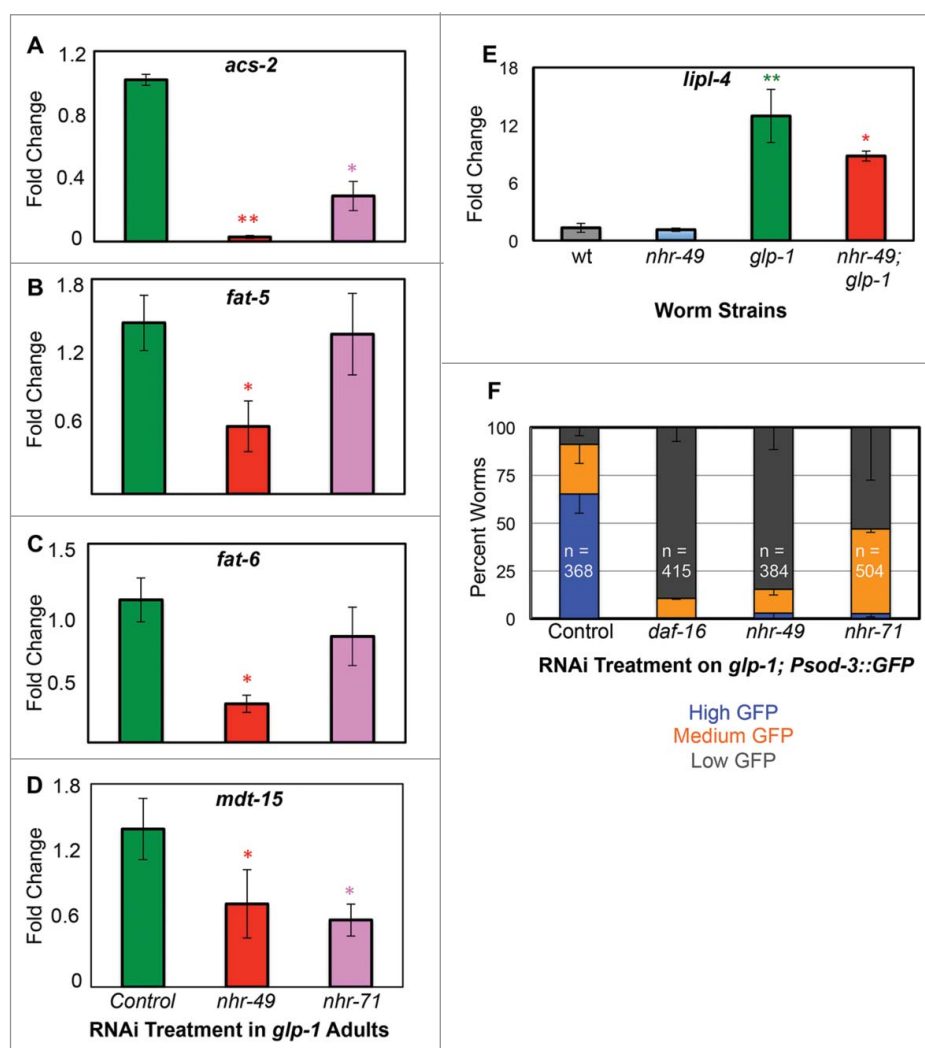 A
acs-2
Fold Change
1.2
0.8
0.4
0
**
*
B
fat-5
Fold Change
1.8
1.2
0.6
*
C
fat-6
Fold Change
1.5
1.0
0.5
*
D
mdt-15
Fold Change
1.8
1.2
0.6
0
*
*
Control nhr-49 nhr-71
RNAi Treatment in glp-1 Adults
E
lipl-4
Fold Change
18
12
6
0
**
*
wt nhr-49 glp-1 nhr-49;
glp-1
Worm Strains
F
Percent Worms
100
75
50
25
0
n =
368
n =
415
n =
384
n =
504
Control daf-16 nhr-49 nhr-71
RNAi Treatment on glp-1; Psod-3::GFP
High GFP
Medium GFP
Low GFP